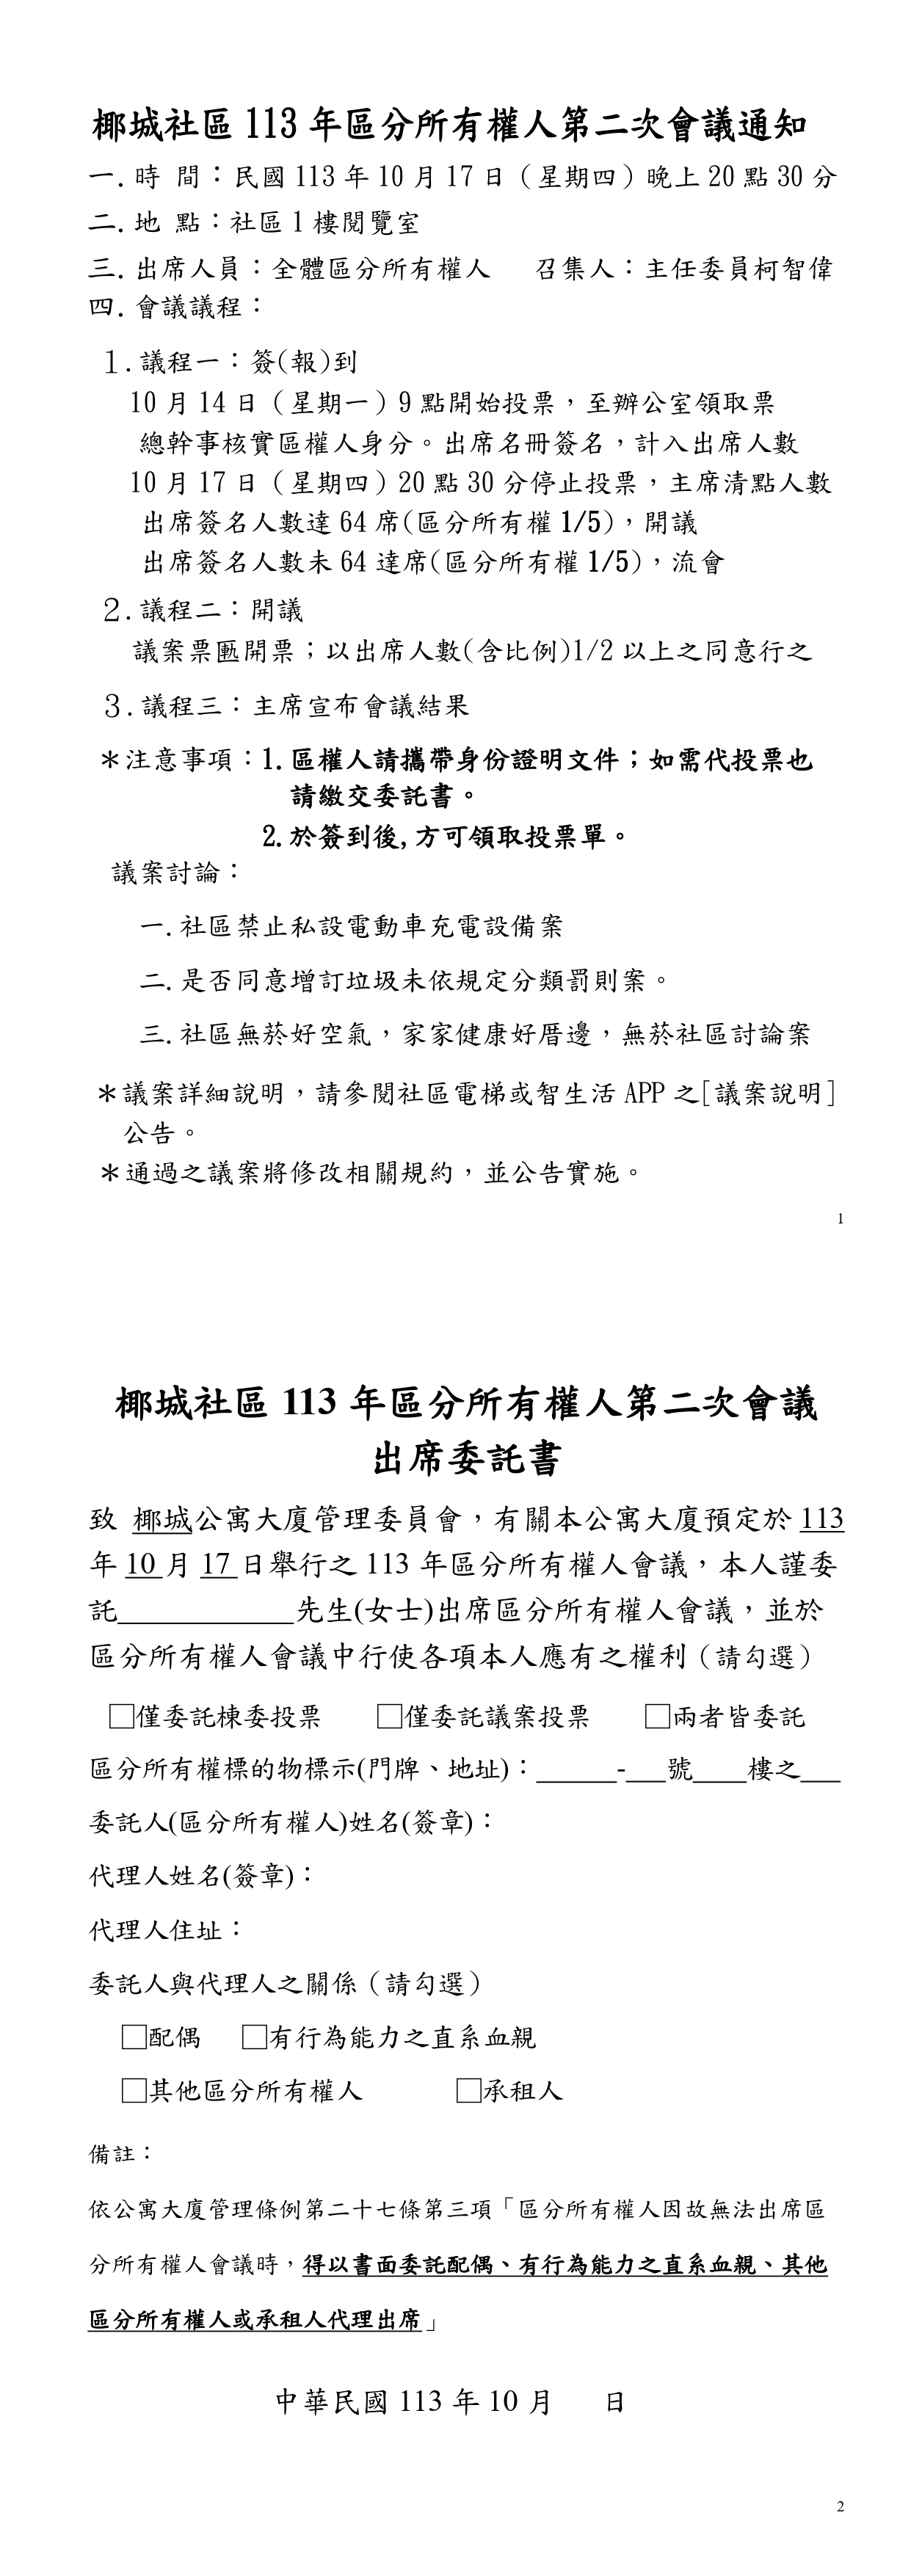 椰城社區 113 年區分所有權人第二次會議通知
一.時 間：民國 113 年 10 月 17 日（星期四）晚上 20 點 30 分
二.地 點：社區 1 樓閱覽室
三.出席人員：全體區分所有權人 召集人：主任委員柯智偉
四.會議議程：
1.議程一：簽(報)到
10 月 14 日（星期一）9 點開始投票，至辦公室領取票
總幹事核實區權人身分。出席名冊簽名，計入出席人數
10 月 17 日（星期四）20 點 30 分停止投票，主席清點人數
出席簽名人數達 64 席(區分所有權 1/5)，開議
出席簽名人數未 64 達席(區分所有權 1/5)，流會
2.議程二：開議
議案票匭開票；以出席人數(含比例)1/2 以上之同意行之
3.議程三：主席宣布會議結果
＊注意事項：1.區權人請攜帶身份證明文件；如需代投票也
請繳交委託書。
2.於簽到後,方可領取投票單。
議案討論：
一.社區禁止私設電動車充電設備案
二.是否同意增訂垃圾未依規定分類罰則案。
三.社區無菸好空氣，家家健康好厝邊，無菸社區討論案
＊議案詳細說明，請參閱社區電梯或智生活 APP 之[議案說明]
公告。
＊通過之議案將修改相關規約，並公告實施。
1
椰城社區 113 年區分所有權人第二次會議
出席委託書
致 椰城公寓大廈管理委員會，有關本公寓大廈預定於 113
年 10 月 17 日舉行之 113 年區分所有權人會議，本人謹委
託____________先生(女士)出席區分所有權人會議，並於
區分所有權人會議中行使各項本人應有之權利（請勾選）
□僅委託棟委投票 □僅委託議案投票 □兩者皆委託
區分所有權標的物標示(門牌、地址)：______-___號____樓之___
委託人(區分所有權人)姓名(簽章)：
代理人姓名(簽章)：
代理人住址：
委託人與代理人之關係（請勾選）
□配偶 □有行為能力之直系血親
□其他區分所有權人 □承租人
備註：
依公寓大廈管理條例第二十七條第三項「區分所有權人因故無法出席區
分所有權人會議時，得以書面委託配偶、有行為能力之直系血親、其他
區分所有權人或承租人代理出席」
中華民國 113 年 10 月 日
2